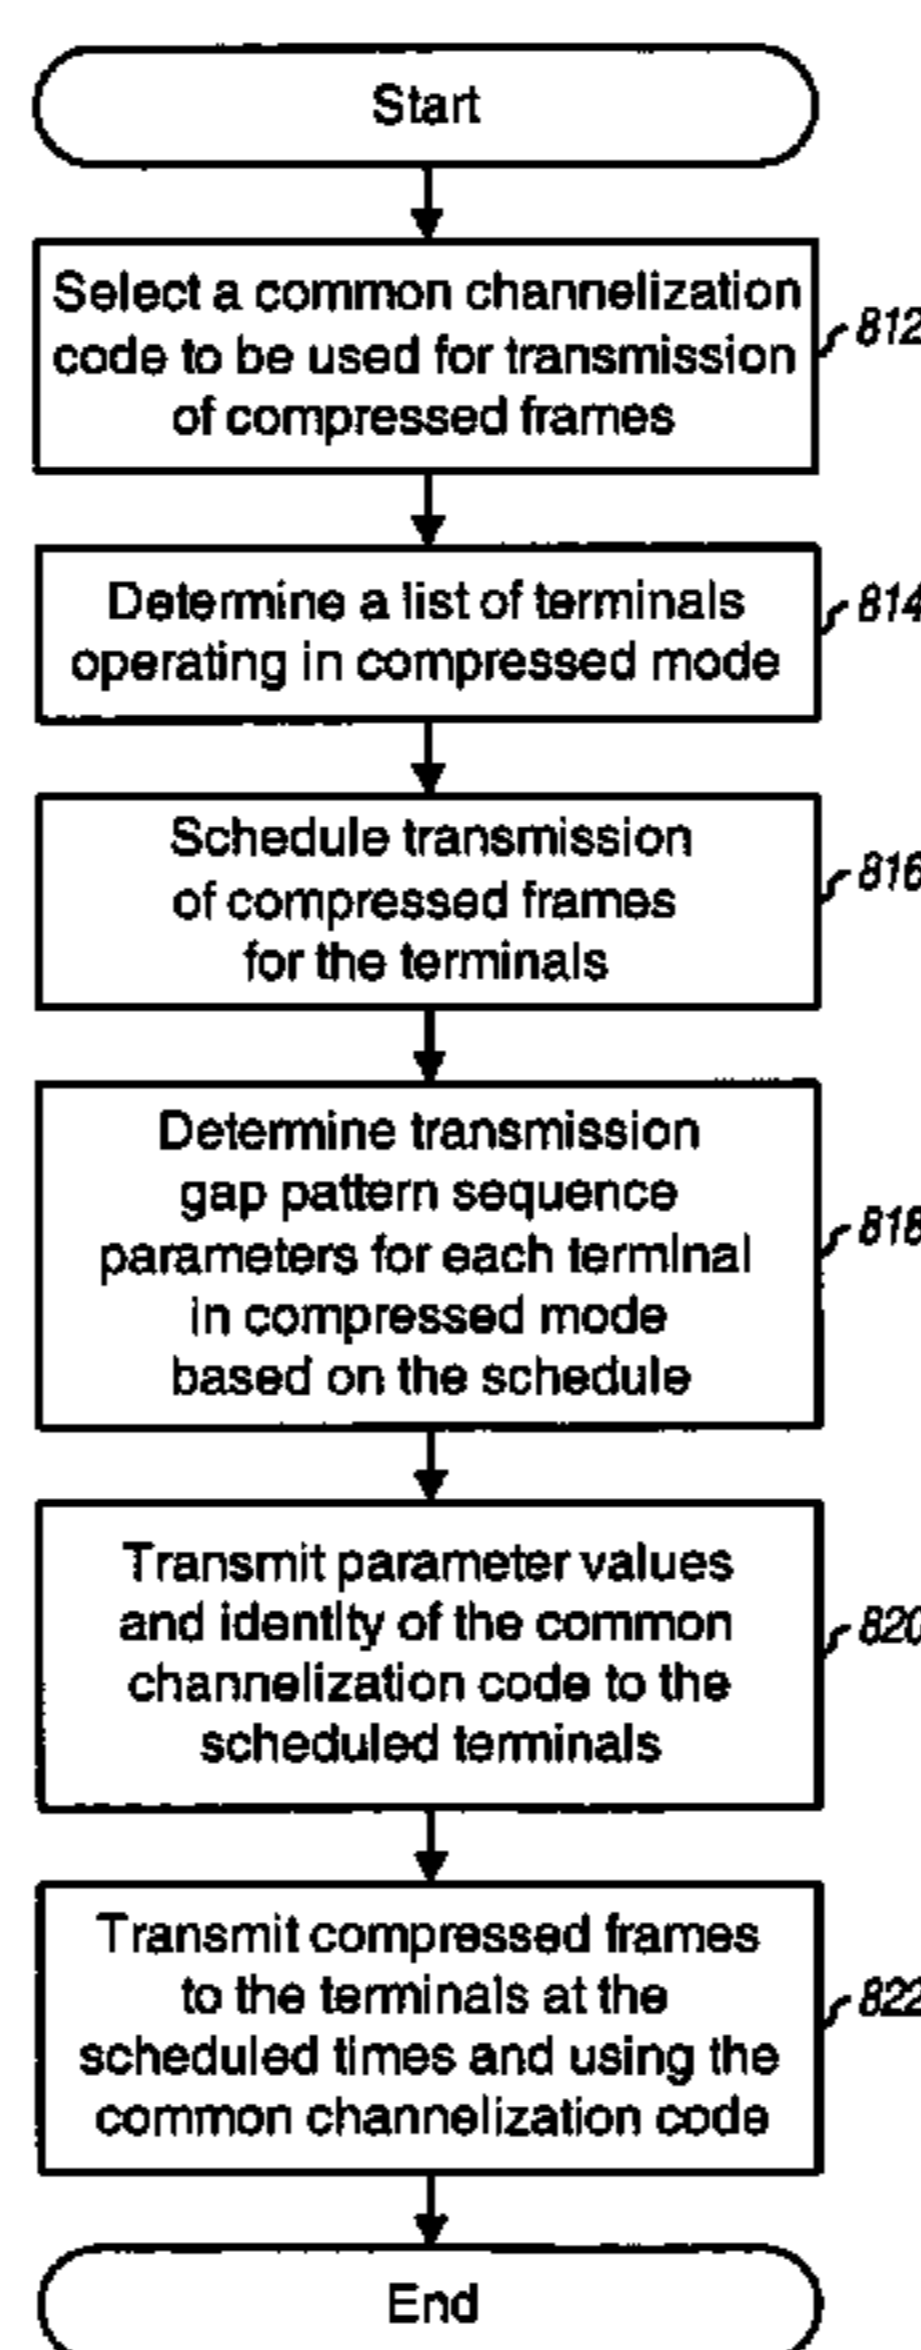 Start
Select a common channelization
code to be used for transmission
of compressed frames
812
Determine a list of terminals
operating in compressed mode
814
Schedule transmission
of compressed frames
for the terminals
816
Determine transmission
gap pattern sequence
parameters for each terminal
in compressed mode
based on the schedule
818
Transmit parameter values
and identity of the common
channelization code to the
scheduled terminals
820
Transmit compressed frames
to the terminals at the
scheduled times and using the
common channelization code
822
End